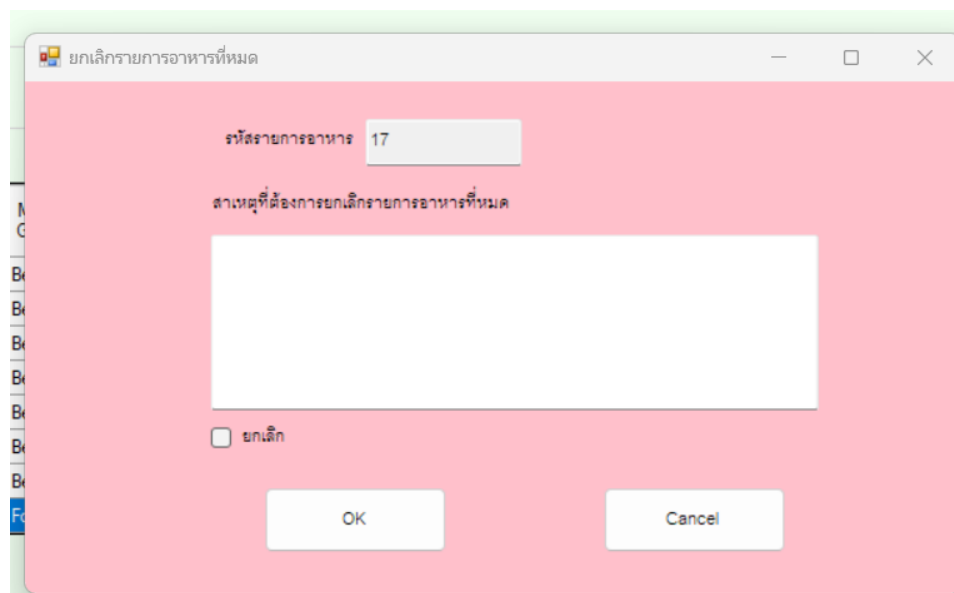 ยกเลิกรายการอาหารที่หมด
รหัสรายการอาหาร 17
สาเหตุที่ต้องการยกเลิกรายการอาหารที่หมด
ยกเลิก
OK Cancel